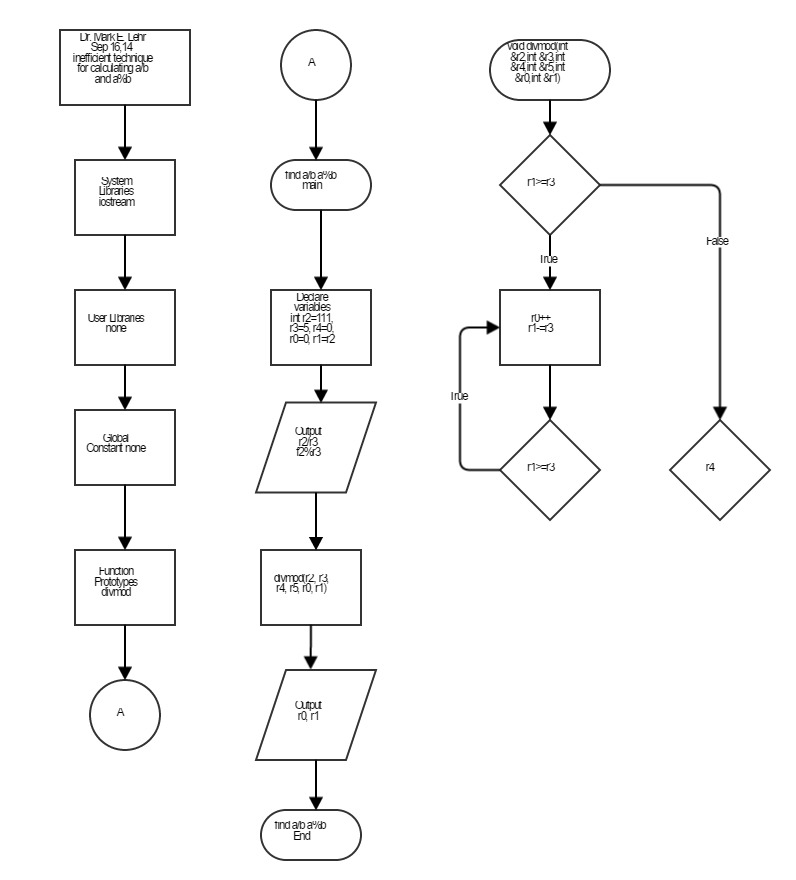 Dr. Mark E. Lehr
Sep 16,14
inefficient technique
for calculating a/b
and a%b
System
Libraries
iostream
User Libraries
none
Global
Constant none
Function
Prototypes
divmod
A
A
find a/b a%b
main
Declare
variables
int r2=111,
r3=5, r4=0,
r0=0, r1=r2
Output
r2/r3
f2%r3
divmod(r2, r3,
r4, r5, r0, r1)
Output
r0, r1
find a/b a%b
End
void divmod(int
&r2,int &r3,int
&r4,int &r5,int
&r0,int &r1)
r1>=r3
False
True
r0++
r1-=r3
True
r1>=r3
r4